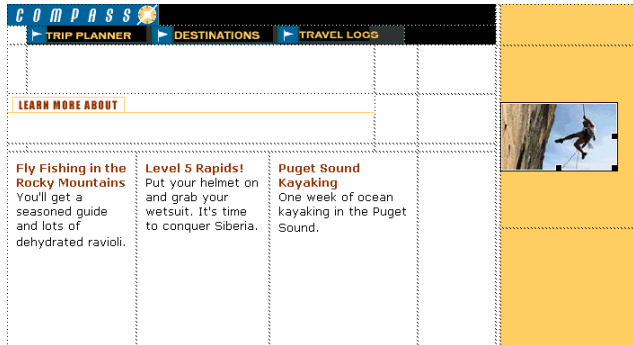 COMPASS
TRIP PLANNER DESTINATIONS TRAVEL LOGS
LEARN MORE ABOUT
Fly Fishing in the
Rocky Mountains
You'll get a
seasoned guide
and lots of
dehydrated ravioli.
Level 5 Rapids!
Put your helmet on
and grab your
wetsuit. It's time
to conquer Siberia.
Puget Sound
Kayaking
One week of ocean
kayaking in the Puget
Sound.